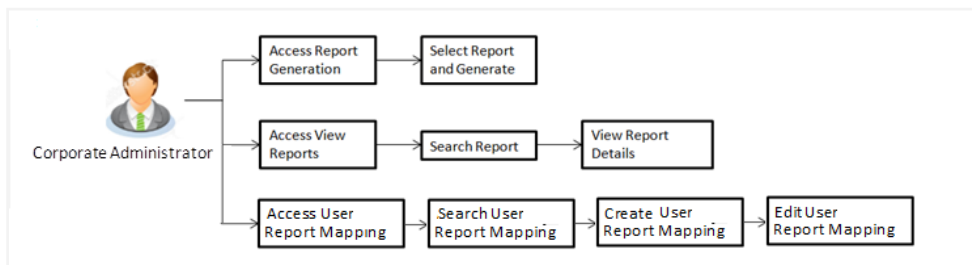 Access Report
Generation
Select Report
and Generate
Corporate Administrator
Access View
Reports
Search Report
View Report
Details
Access User
Report Mapping
.Search User
Report Mapping
Create User
Report Mapping
Edit User
Report Mapping